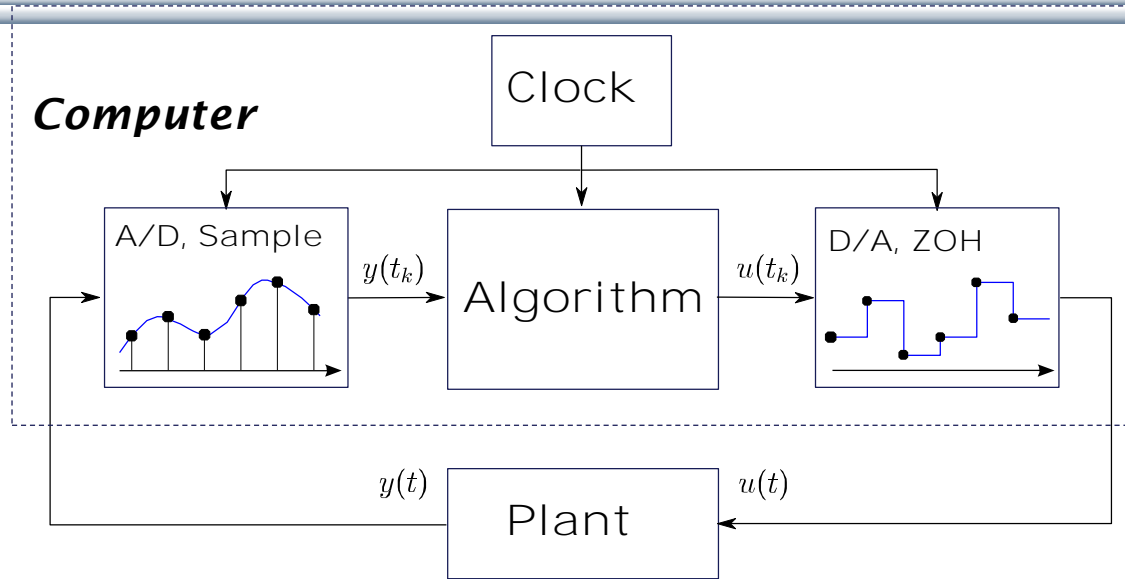 Clock
Computer
A/D, Sample
D/A, ZOH
y(t_k)
u(t_k)
Algorithm
y(t)
u(t)
Plant